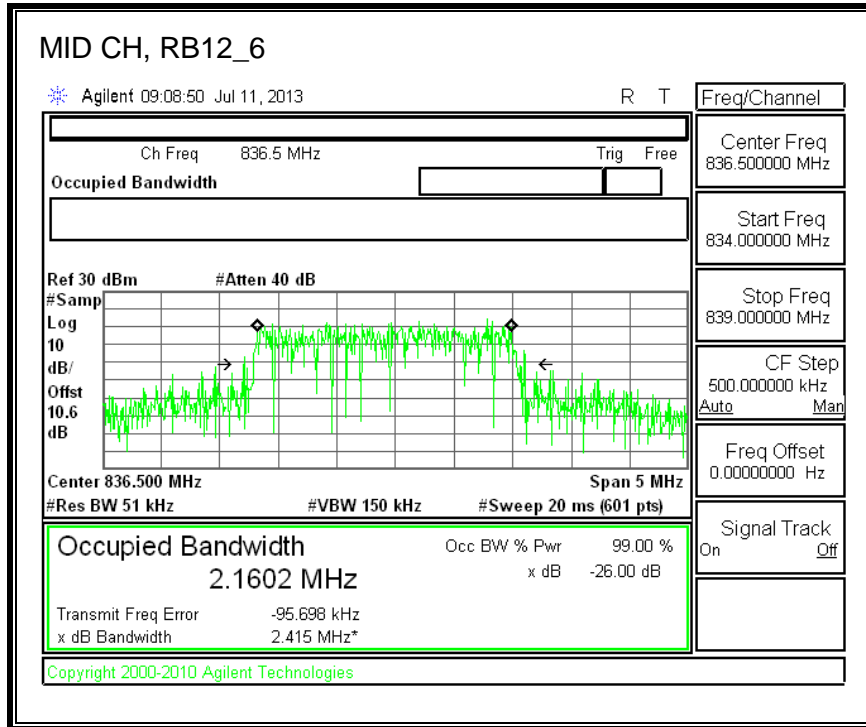 MID CH, RB12_6
Agilent 09:08:50 Jul 11, 2013 R T
Ch Freq 836.5 MHz Trig Free
Occupied Bandwidth
Ref 30 dBm #Atten 40 dB
#Samp
Log
10
dB/
Offst
10.6
dB
Center 836.500 MHz Span 5 MHz
#Res BW 51 kHz #VBW 150 kHz #Sweep 20 ms (601 pts)
Occupied Bandwidth Occ BW % Pwr 99.00 %
2.1602 MHz x dB -26.00 dB
Transmit Freq Error -95.698 kHz
x dB Bandwidth 2.415 MHz*
Copyright 2000-2010 Agilent Technologies
Freq/Channel
Center Freq
836.500000 MHz
Start Freq
834.000000 MHz
Stop Freq
839.000000 MHz
CF Step
500.000000 kHz
Auto Man
Freq Offset
0.00000000 Hz
Signal Track
On Off